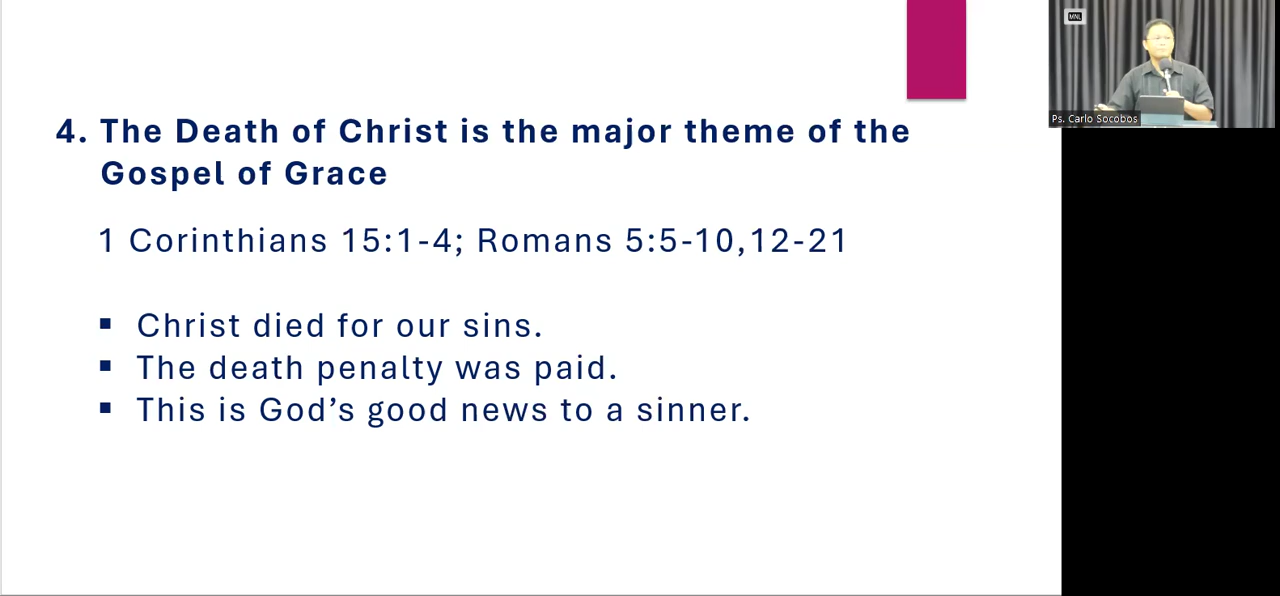 4. The Death of Christ is the major theme of the
Gospel of Grace
1 Corinthians 15:1-4; Romans 5:5-10,12-21
▪ Christ died for our sins.
▪ The death penalty was paid.
▪ This is God’s good news to a sinner.
MNL
Ps. Carlo Socobos